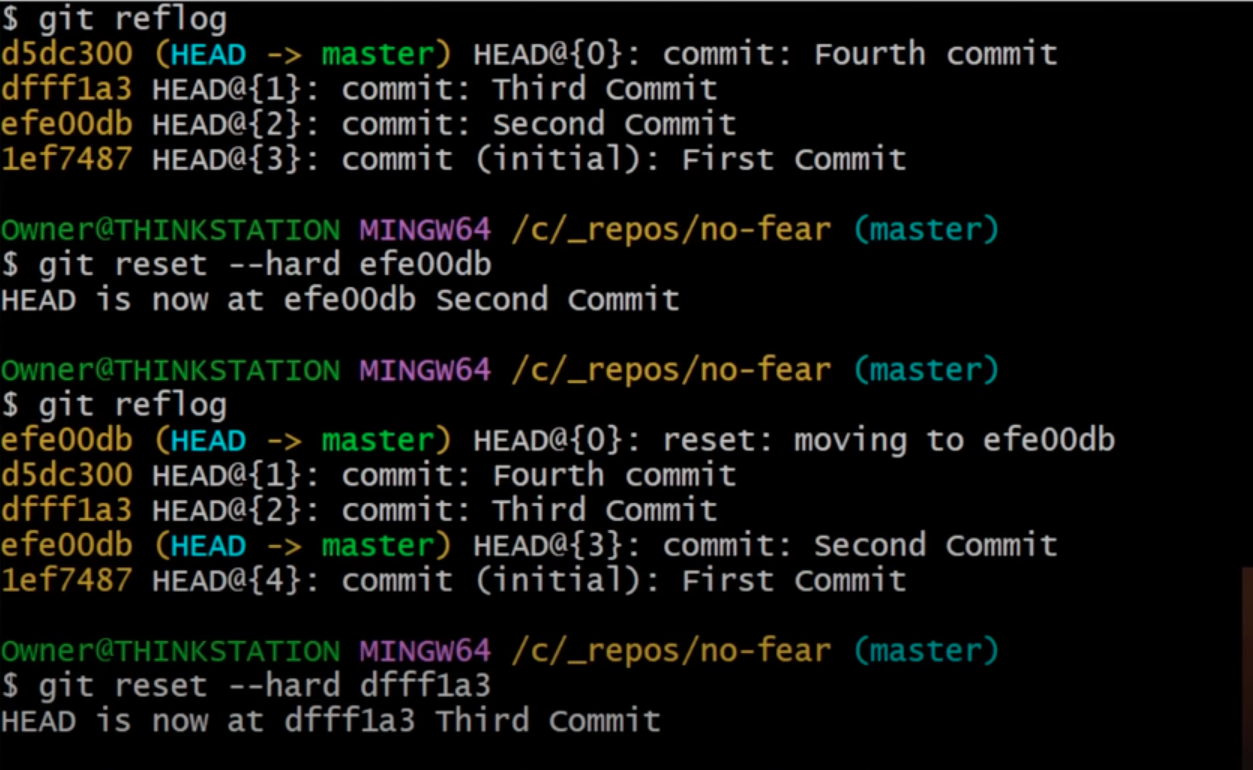 $ git reflog
d5dc300 (HEAD -> master) HEAD@{0}: commit: Fourth commit
dfff1a3 HEAD@{1}: commit: Third Commit
efe00db HEAD@{2}: commit: Second Commit
1ef7487 HEAD@{3}: commit (initial): First Commit
Owner@THINKSTATION MINGW64 /c/_repos/no-fear (master)
$ git reset --hard efe00db
HEAD is now at efe00db Second Commit
Owner@THINKSTATION MINGW64 /c/_repos/no-fear (master)
$ git reflog
efe00db (HEAD -> master) HEAD@{0}: reset: moving to efe00db
d5dc300 HEAD@{1}: commit: Fourth commit
dfff1a3 HEAD@{2}: commit: Third Commit
efe00db (HEAD -> master) HEAD@{3}: commit: Second Commit
1ef7487 HEAD@{4}: commit (initial): First Commit
Owner@THINKSTATION MINGW64 /c/_repos/no-fear (master)
$ git reset --hard dfff1a3
HEAD is now at dfff1a3 Third Commit